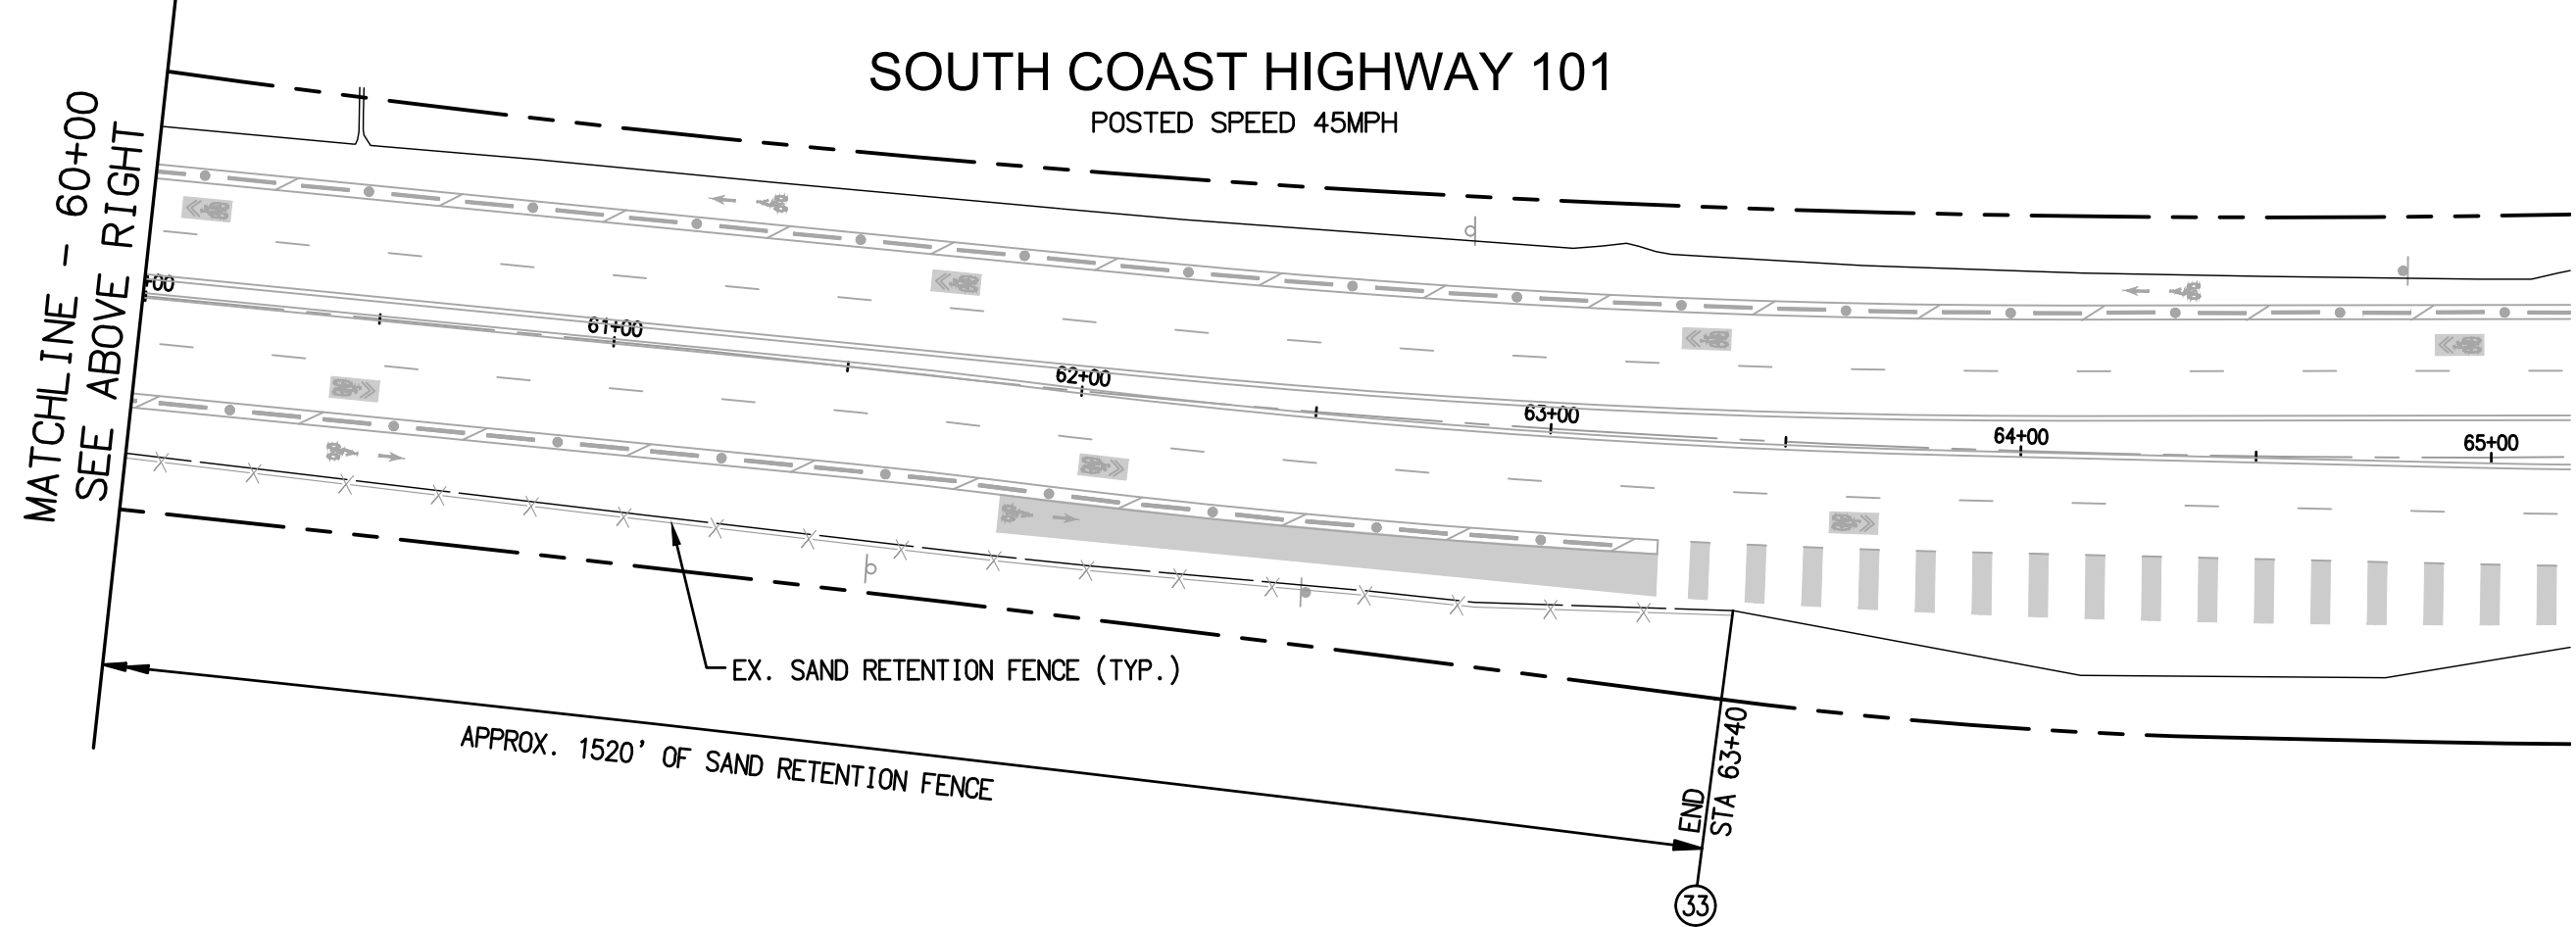 SOUTH COAST HIGHWAY 101
POSTED SPEED 45MPH
MATCHLINE - 60+00
SEE ABOVE RIGHT
+00
61+00
62+00
63+00
64+00
65+00
EX. SAND RETENTION FENCE (TYP.)
APPROX. 1520' OF SAND RETENTION FENCE
END
STA 63+40
33